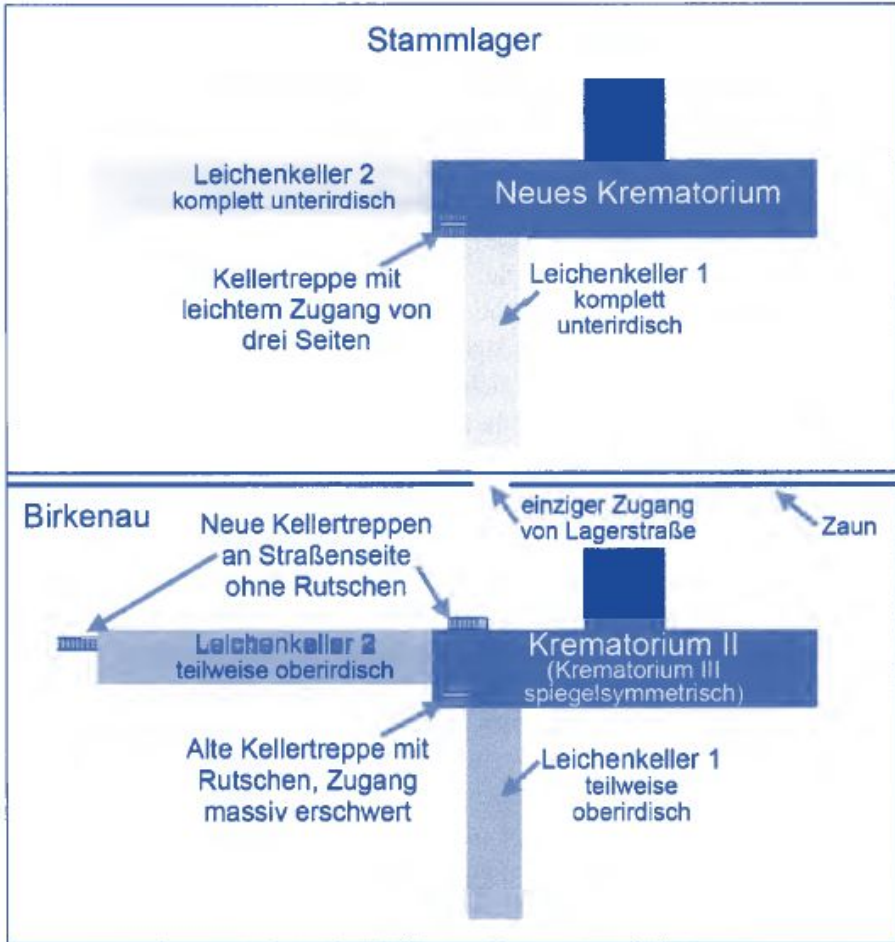 Stammlager
Leichenkeller 2
komplett unterirdisch
Neues Krematorium
Kellertreppe mit
leichtem Zugang von
drei Seiten
Leichenkeller 1
komplett
unterirdisch
Birkenau
Neue Kellertreppen
an Straßenseite
ohne Rutschen
einziger Zugang
von Lagerstraße
Zaun
Leichenkeller 2
teilweise oberirdisch
Krematorium II
(Krematorium III
spiegelsymmetrisch)
Alte Kellertreppe mit
Rutschen, Zugang
massiv erschwert
Leichenkeller 1
teilweise
oberirdisch